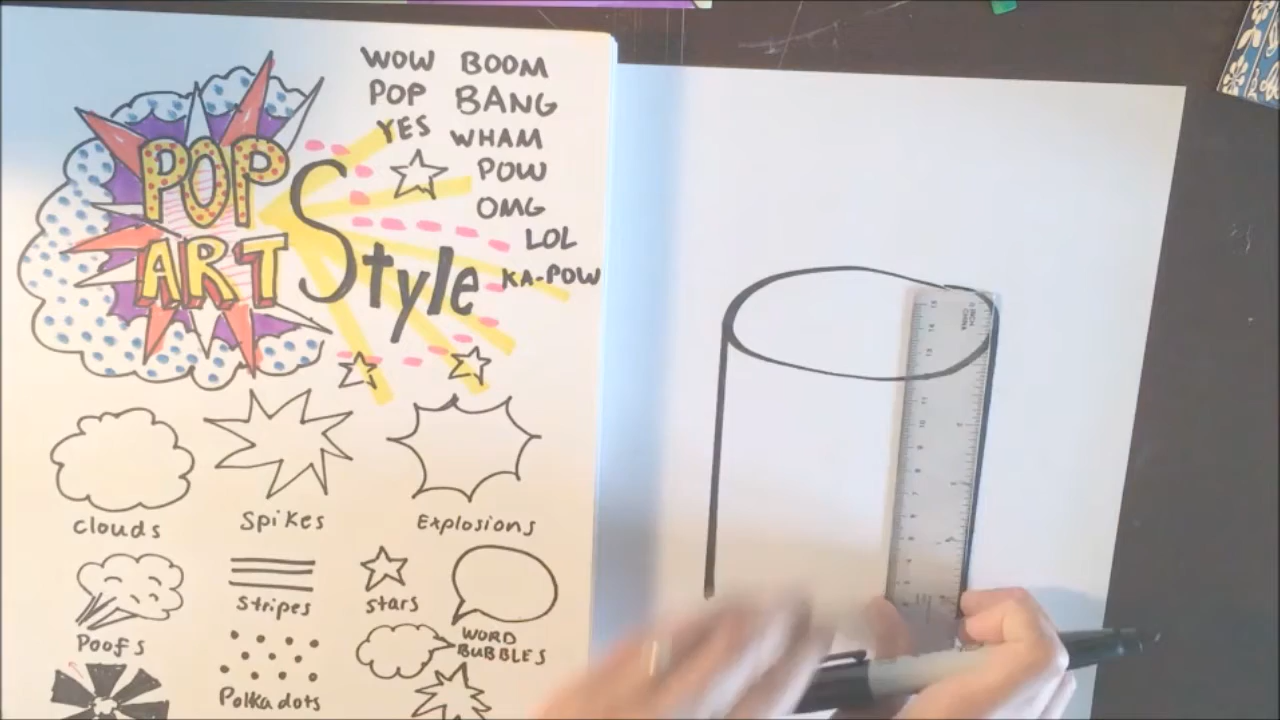 POP
ART
Style
WOW BOOM
POP BANG
YES WHAM
POW
OMG
LOL
KA-POW
Clouds
Spikes
Explosions
Poofs
Stripes
Stars
WORD
BUBBLES
Polka dots